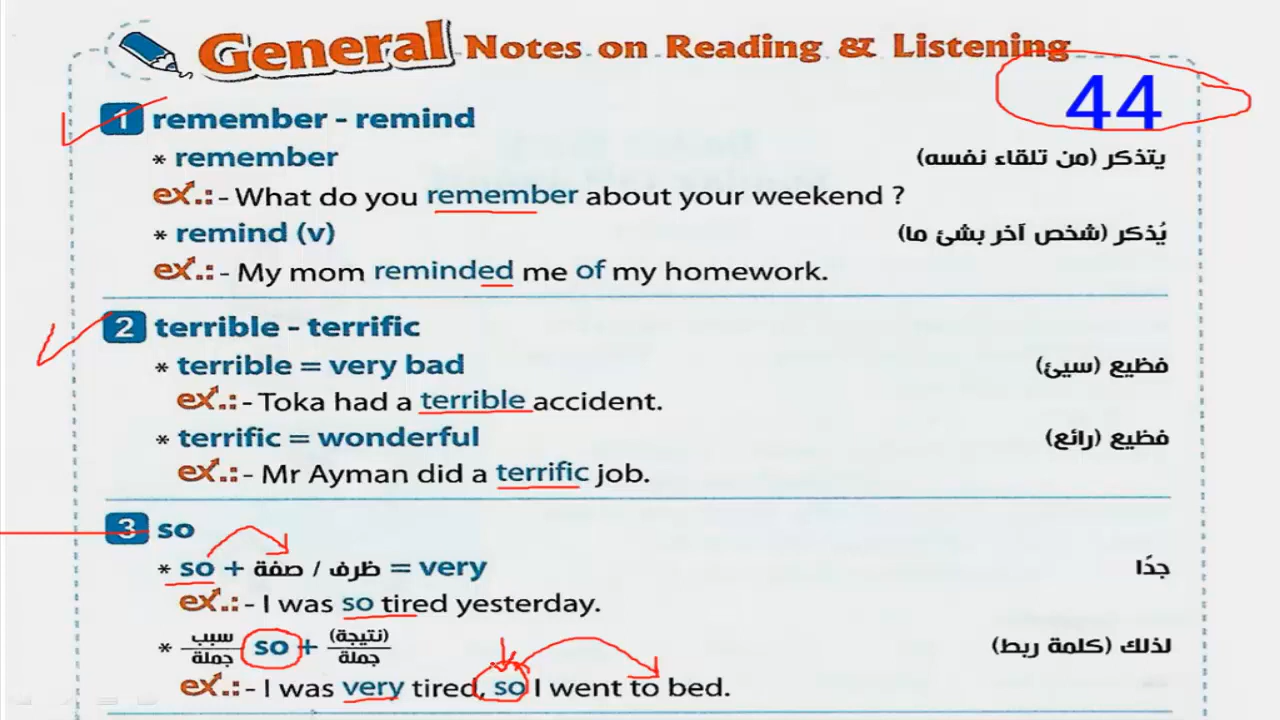 General Notes on Reading & Listening
44
1 remember - remind
* remember يتذكر (من تلقاء نفسه)
ex.: - What do you remember about your weekend ?
* remind (v) يُذكر (شخص آخر بشئ ما)
ex.: - My mom reminded me of my homework.
2 terrible - terrific
* terrible = very bad فظيع (سيئ)
ex.: - Toka had a terrible accident.
* terrific = wonderful فظيع (رائع)
ex.: - Mr Ayman did a terrific job.
3 so
* so + صفة / ظرف = very جدًا
ex.: - I was so tired yesterday.
* سبب جملة so + (نتيجة) جملة لذلك (كلمة ربط)
ex.: - I was very tired, so I went to bed.